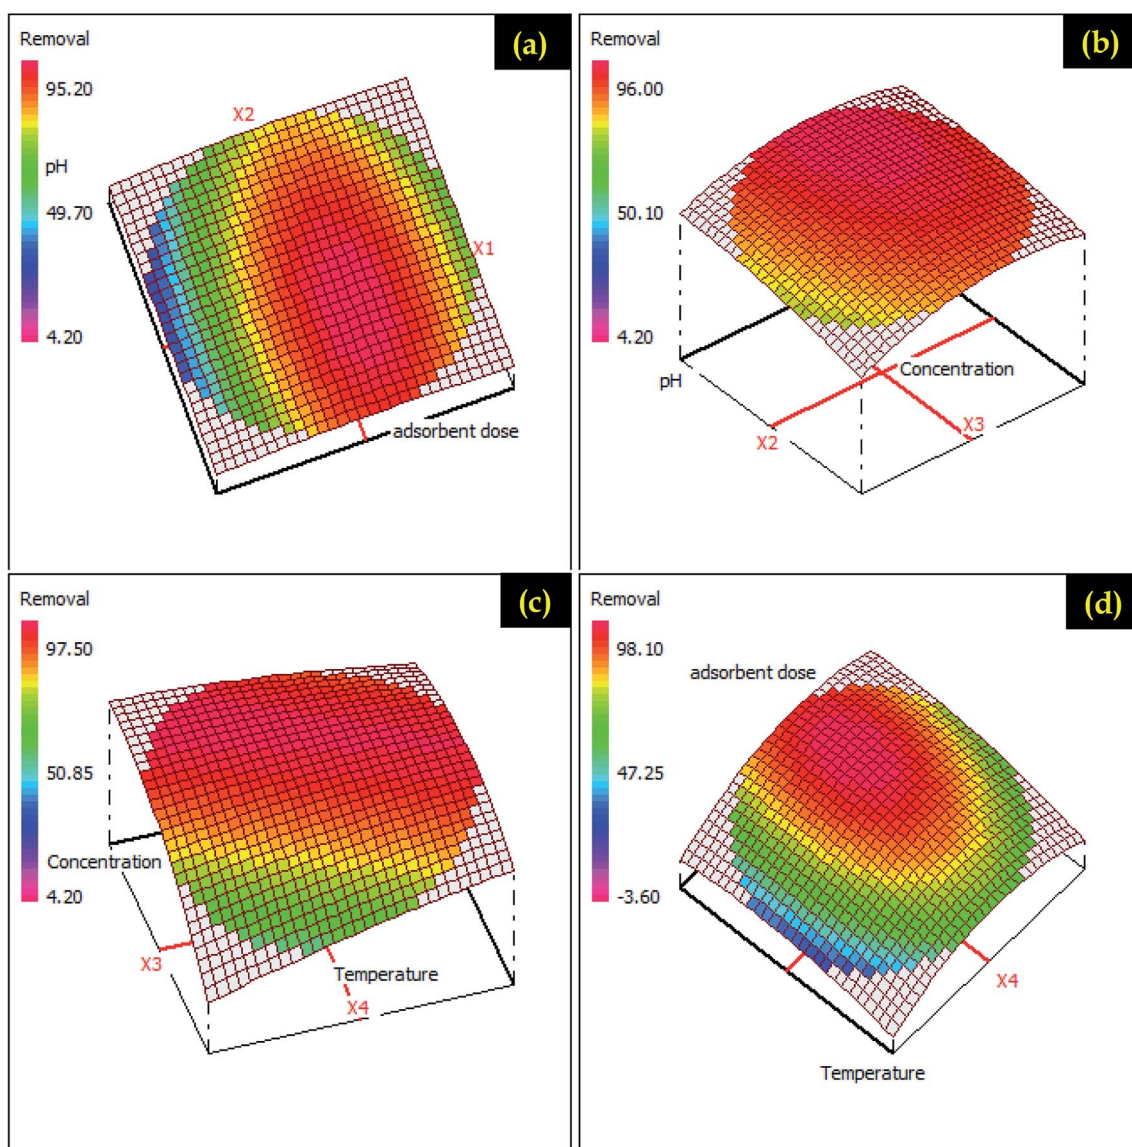 Removal
(a)
95.20
X2
pH
49.70
X1
4.20
adsorbent dose
Removal
(b)
96.00
50.10
4.20
pH
Concentration
X2
X3
Removal
(c)
97.50
50.85
Concentration
4.20
X3
Temperature
X4
Removal
(d)
98.10
adsorbent dose
47.25
-3.60
X4
Temperature